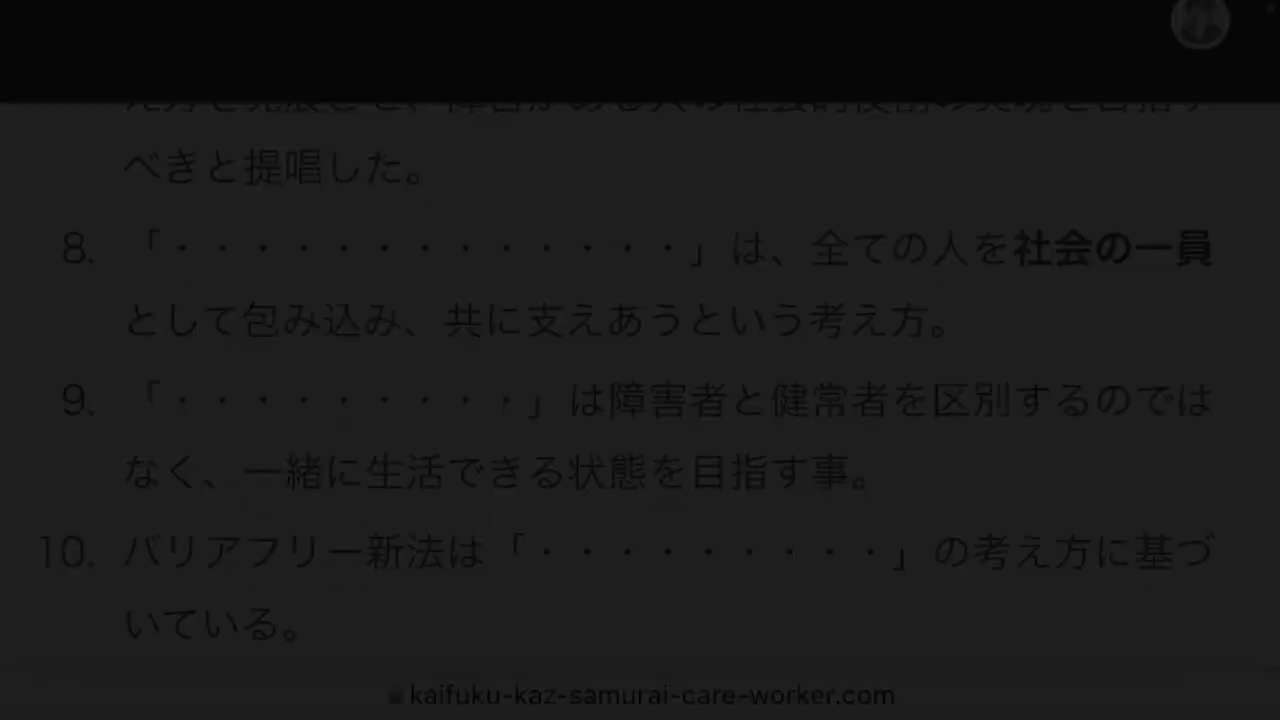 べきと提唱した。
8. 「・・・・・・・・・・・・・」は、全ての人を社会の一員
として包み込み、共に支えあうという考え方。
9. 「・・・・・・・・・」は障害者と健常者を区別するのでは
なく、一緒に生活できる状態を目指す事。
10. バリアフリー新法は「・・・・・・・・・」の考え方に基づ
いている。
kaifuku-kaz-samurai-care-worker.com